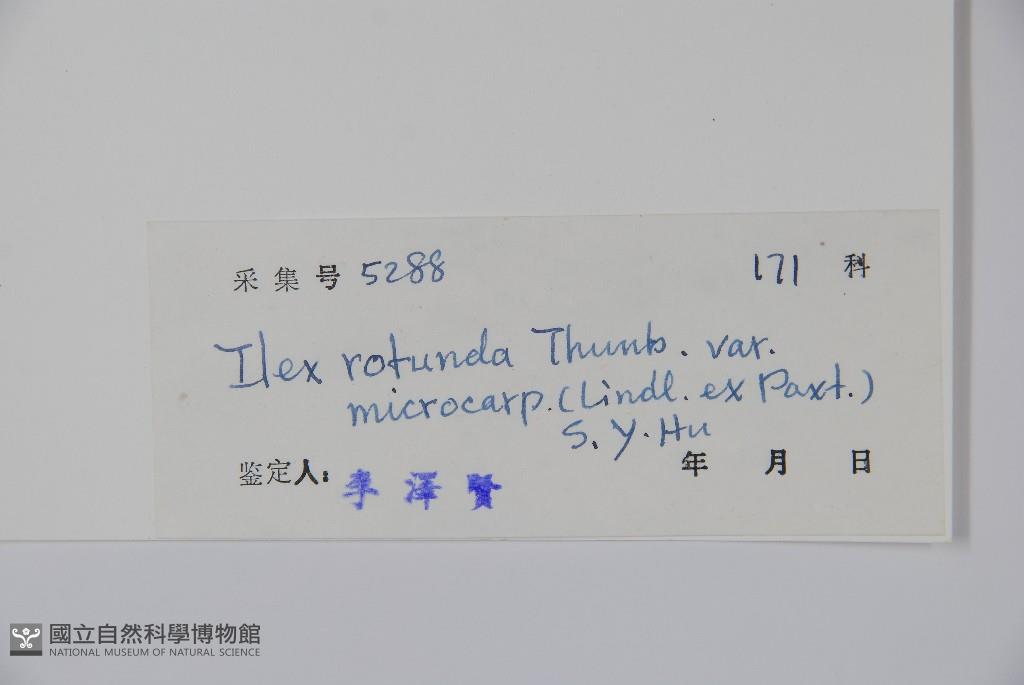 采集号 5288 171 科
Ilex rotunda Thunb. var.
microcarp. (Lindl. ex Paxt.)
S. Y. Hu
鉴定人: 李澤賢 年 月 日
國立自然科學博物館
NATIONAL MUSEUM OF NATURAL SCIENCE